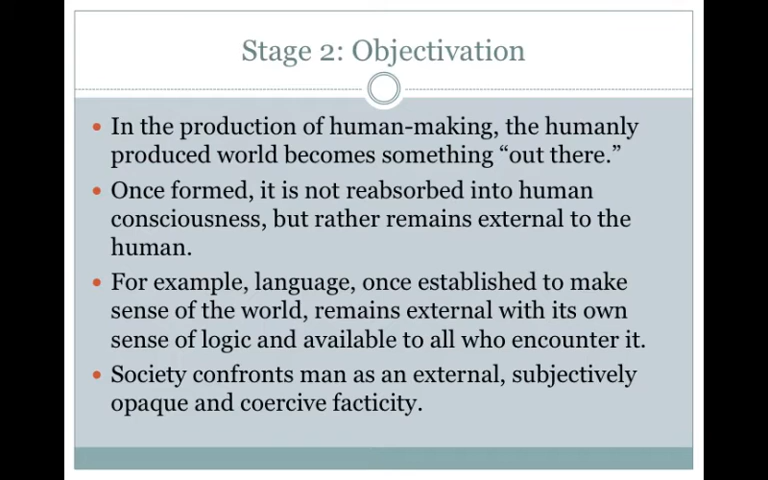 Stage 2: Objectivation
• In the production of human-making, the humanly
produced world becomes something “out there.”
• Once formed, it is not reabsorbed into human
consciousness, but rather remains external to the
human.
• For example, language, once established to make
sense of the world, remains external with its own
sense of logic and available to all who encounter it.
• Society confronts man as an external, subjectively
opaque and coercive facticity.